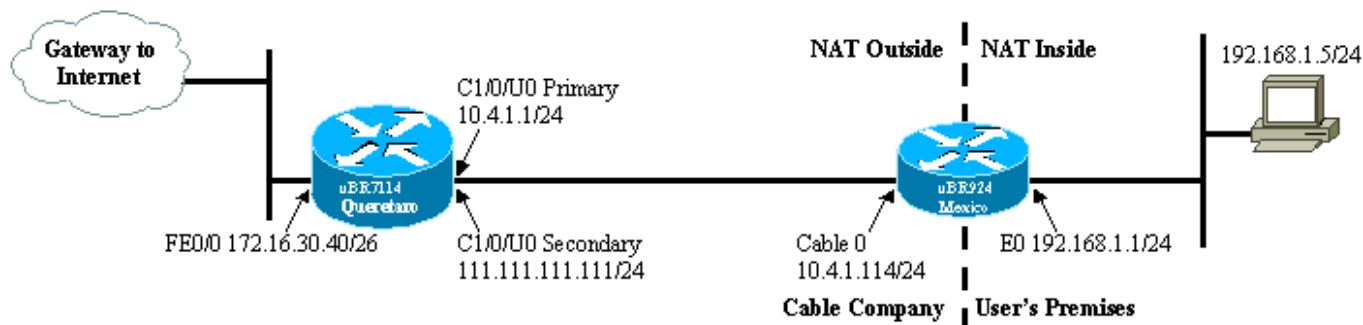 Gateway to
Internet
NAT Outside
NAT Inside
192.168.1.5/24
C1/0/U0 Primary
10.4.1.1/24
uBR7114
Queretaro
uBR924
Mexico
FE0/0 172.16.30.40/26
C1/0/U0 Secondary
111.111.111.111/24
Cable 0
10.4.1.114/24
E0 192.168.1.1/24
Cable Company
User's Premises